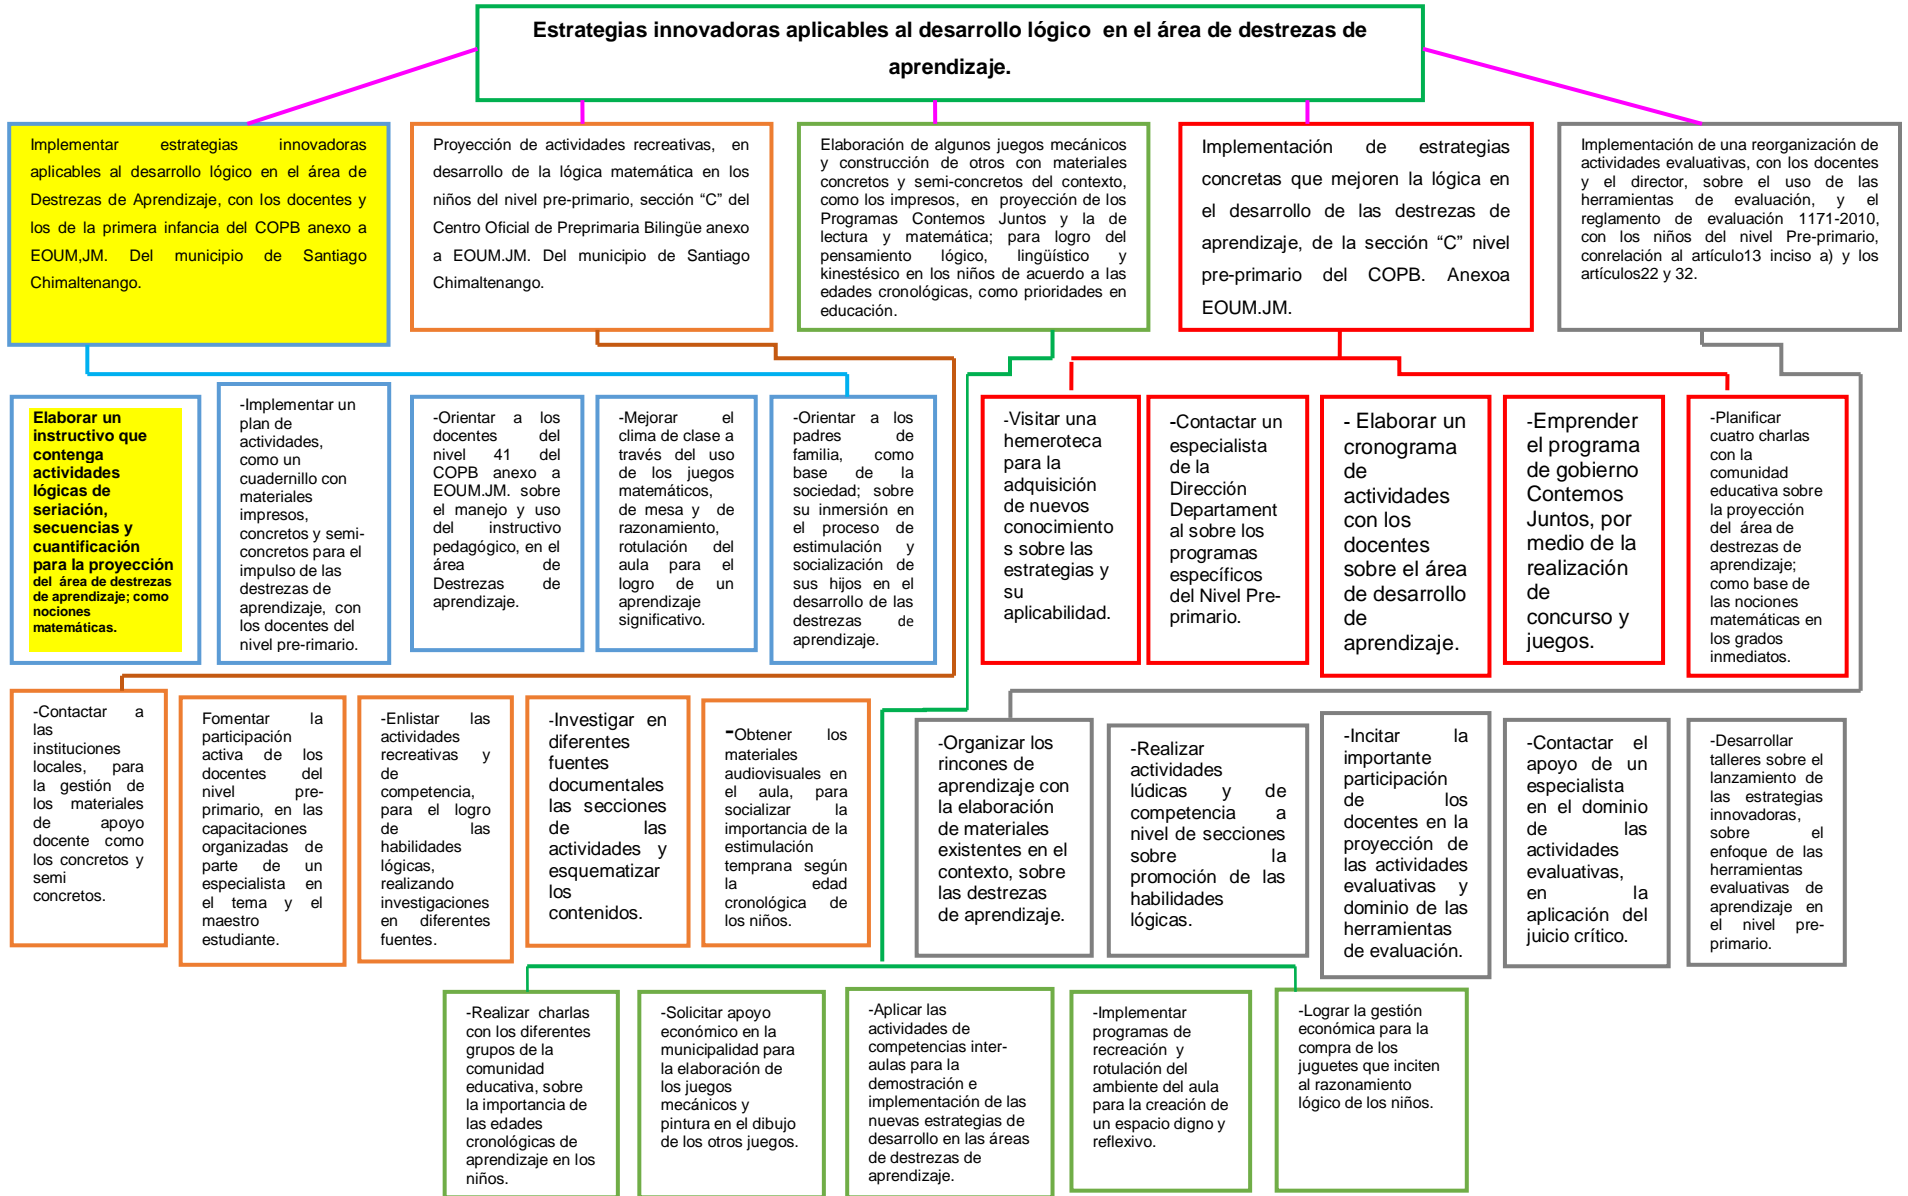 Estrategias innovadoras aplicables al desarrollo lógico en el área de destrezas de
aprendizaje.
Implementar estrategias innovadoras
aplicables al desarrollo lógico en el área de
Destrezas de Aprendizaje, con los docentes y
los de la primera infancia del COPB anexo a
EOUM,JM. Del municipio de Santiago
Chimaltenango.
Proyección de actividades recreativas, en
desarrollo de la lógica matemática en los
niños del nivel pre-primario, sección “C” del
Centro Oficial de Preprimaria Bilingüe anexo
a EOUM.JM. Del municipio de Santiago
Chimaltenango.
Elaboración de algunos juegos mecánicos
y construcción de otros con materiales
concretos y semi-concretos del contexto,
como los impresos, en proyección de los
Programas Contemos Juntos y la de
lectura y matemática; para logro del
pensamiento lógico, lingüístico y
kinestésico en los niños de acuerdo a las
edades cronológicas, como prioridades en
educación.
Implementación de estrategias
concretas que mejoren la lógica en
el desarrollo de las destrezas de
aprendizaje, de la sección “C” nivel
pre-primario del COPB. Anexoa
EOUM.JM.
Implementación de una reorganización de
actividades evaluativas, con los docentes
y el director, sobre el uso de las
herramientas de evaluación, y el
reglamento de evaluación 1171-2010,
con los niños del nivel Pre-primario,
conrelación al artículo13 inciso a) y los
artículos22 y 32.
Elaborar un
instructivo que
contenga
actividades
lógicas de
seriación,
secuencias y
cuantificación
para la proyección
del área de destrezas
de aprendizaje; como
nociones
matemáticas.
-Implementar un
plan de
actividades,
como un
cuadernillo con
materiales
impresos,
concretos y semi-
concretos para el
impulso de las
destrezas de
aprendizaje, con
los docentes del
nivel pre-rimario.
-Orientar a los
docentes del
nivel 41 del
COPB anexo a
EOUM.JM. sobre
el manejo y uso
del instructivo
pedagógico, en el
área de
Destrezas de
aprendizaje.
-Mejorar el
clima de clase a
través del uso
de los juegos
matemáticos,
de mesa y de
razonamiento,
rotulación del
aula para el
logro de un
aprendizaje
significativo.
-Orientar a los
padres de
familia, como
base de la
sociedad; sobre
su inmersión en
el proceso de
estimulación y
socialización de
sus hijos en el
desarrollo de las
destrezas de
aprendizaje.
-Visitar una
hemeroteca
para la
adquisición
de nuevos
conocimiento
s sobre las
estrategias y
su
aplicabilidad.
-Contactar un
especialista
de la
Dirección
Departament
al sobre los
programas
específicos
del Nivel Pre-
primario.
- Elaborar un
cronograma
de
actividades
con los
docentes
sobre el área
de desarrollo
de
aprendizaje.
-Emprender
el programa
de gobierno
Contemos
Juntos, por
medio de la
realización
de
concurso y
juegos.
-Planificar
cuatro charlas
con la
comunidad
educativa sobre
la proyección
del área de
destrezas de
aprendizaje;
como base de
las nociones
matemáticas en
los grados
inmediatos.
-Contactar a
las
instituciones
locales, para
la gestión de
los materiales
de apoyo
docente como
los concretos y
semi
concretos.
Fomentar la
participación
activa de los
docentes del
nivel pre-
primario, en las
capacitaciones
organizadas de
parte de un
especialista en
el tema y el
maestro
estudiante.
-Enlistar las
actividades
recreativas y
de
competencia,
para el logro
de las
habilidades
lógicas,
realizando
investigaciones
en diferentes
fuentes.
-Investigar en
diferentes
fuentes
documentales
las secciones
de las
actividades y
esquematizar
los
contenidos.
-Obtener los
materiales
audiovisuales en
el aula, para
socializar la
importancia de la
estimulación
temprana según
la edad
cronológica de
los niños.
-Organizar los
rincones de
aprendizaje con
la elaboración
de materiales
existentes en el
contexto, sobre
las destrezas
de aprendizaje.
-Realizar
actividades
lúdicas y de
competencia a
nivel de secciones
sobre la
promoción de las
habilidades
lógicas.
-Incitar la
importante
participación
de los
docentes en la
proyección de
las actividades
evaluativas y
dominio de las
herramientas
de evaluación.
-Contactar el
apoyo de un
especialista
en el dominio
de las
actividades
evaluativas,
en la
aplicación del
juicio crítico.
-Desarrollar
talleres sobre el
lanzamiento de
las estrategias
innovadoras,
sobre el
enfoque de las
herramientas
evaluativas de
aprendizaje en
el nivel pre-
primario.
-Realizar charlas
con los diferentes
grupos de la
comunidad
educativa, sobre
la importancia de
las edades
cronológicas de
aprendizaje en los
niños.
-Solicitar apoyo
económico en la
municipalidad para
la elaboración de
los juegos
mecánicos y
pintura en el dibujo
de los otros juegos.
-Aplicar las
actividades de
competencias inter-
aulas para la
demostración e
implementación de las
nuevas estrategias de
desarrollo en las áreas
de destrezas de
aprendizaje.
-Implementar
programas de
recreación y
rotulación del
ambiente del aula
para la creación de
un espacio digno y
reflexivo.
-Lograr la gestión
económica para la
compra de los
juguetes que inciten
al razonamiento
lógico de los niños.